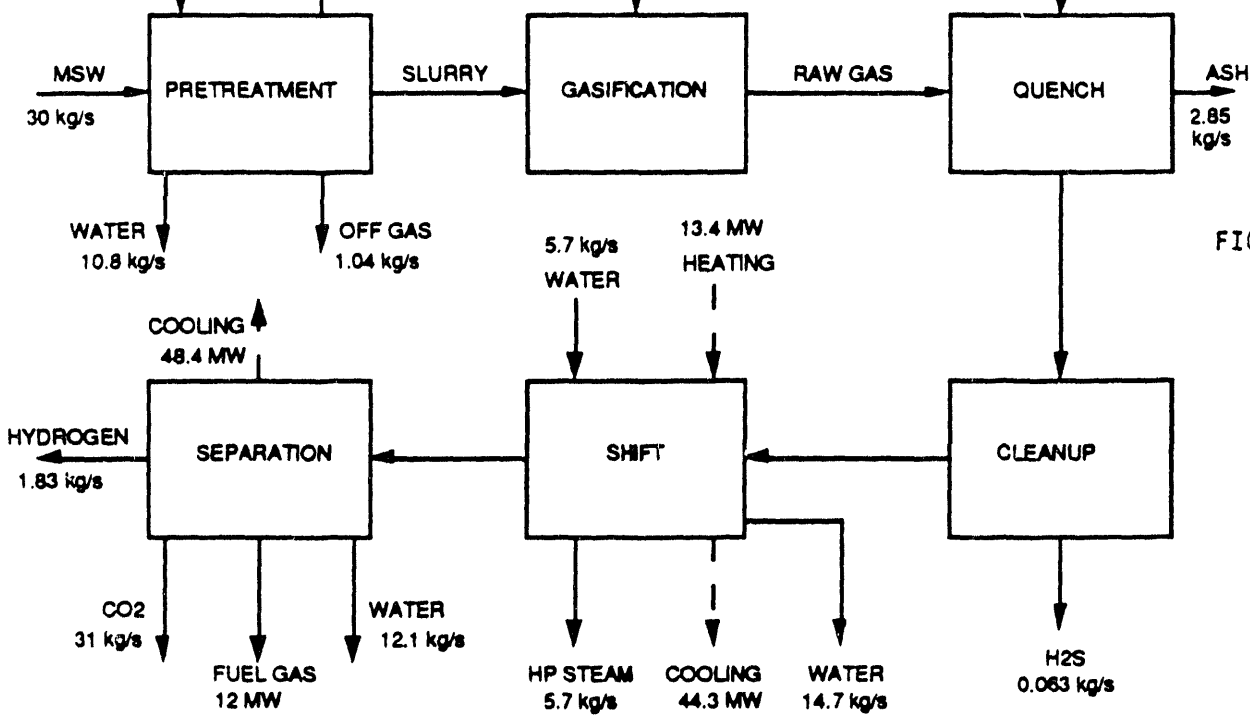 MSW
30 kg/s
PRETREATMENT
SLURRY
GASIFICATION
RAW GAS
QUENCH
ASH
2.85
kg/s
WATER
10.8 kg/s
OFF GAS
1.04 kg/s
5.7 kg/s
WATER
13.4 MW
HEATING
COOLING
48.4 MW
HYDROGEN
1.83 kg/s
SEPARATION
SHIFT
CLEANUP
CO2
31 kg/s
FUEL GAS
12 MW
WATER
12.1 kg/s
HP STEAM
5.7 kg/s
COOLING
44.3 MW
WATER
14.7 kg/s
H2S
0.063 kg/s